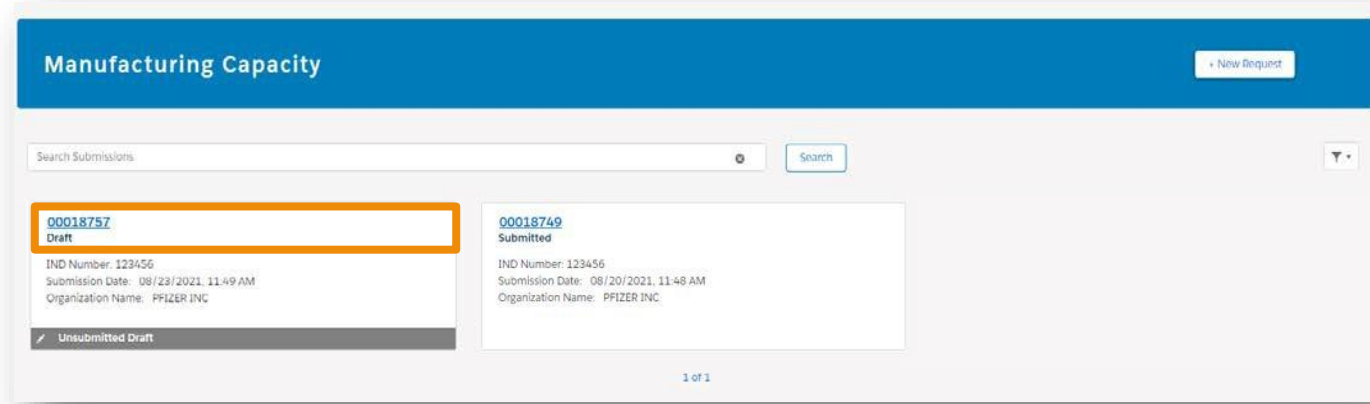 Manufacturing Capacity
+ New Request
Search Submissions
Search
00018757
Draft
IND Number: 123456
Submission Date: 08/23/2021, 11:49 AM
Organization Name: PFIZER INC
Unsubmitted Draft
00018749
Submitted
IND Number: 123456
Submission Date: 08/20/2021, 11:48 AM
Organization Name: PFIZER INC
1 of 1